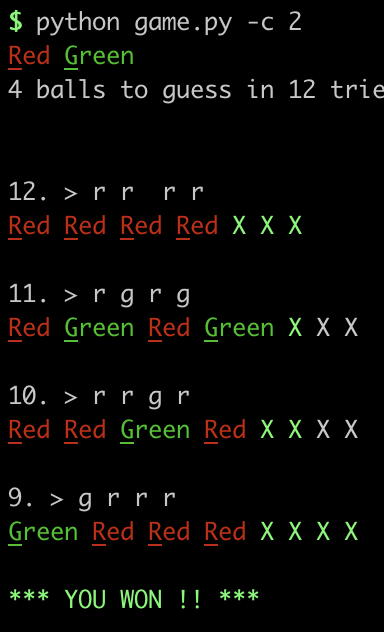 $ python game.py -c 2
Red Green
4 balls to guess in 12 trie
12. > r r  r r
Red Red Red Red X X X
11. > r g r g
Red Green Red Green X X X
10. > r r g r
Red Red Green Red X X X X
9. > g r r r
Green Red Red Red X X X X
*** YOU WON !! ***